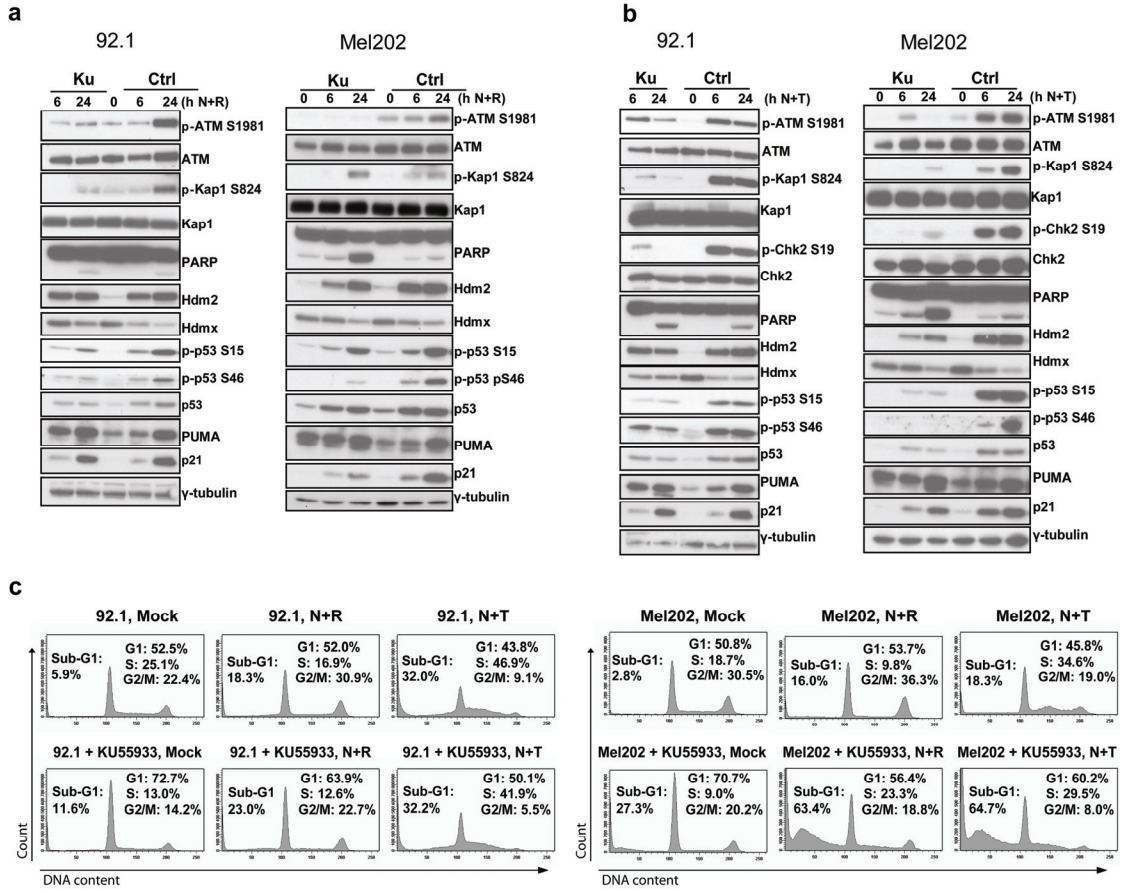 a
92.1
Ku Ctrl
6 24 0 6 24 (h N+R)
p-ATM S1981
ATM
p-Kap1 S824
Kap1
PARP
Hdm2
Hdmx
p-p53 S15
p-p53 S46
p53
PUMA
p21
γ-tubulin
Mel202
Ku Ctrl
0 6 24 0 6 24 (h N+R)
p-ATM S1981
ATM
p-Kap1 S824
Kap1
PARP
Hdm2
Hdmx
p-p53 S15
p-p53 pS46
p53
PUMA
p21
γ-tubulin
b
92.1
Ku Ctrl
6 24 0 6 24 (h N+T)
p-ATM S1981
ATM
p-Kap1 S824
Kap1
p-Chk2 S19
Chk2
PARP
Hdm2
Hdmx
p-p53 S15
p-p53 S46
p53
PUMA
p21
γ-tubulin
Mel202
Ku Ctrl
0 6 24 0 6 24 (h N+T)
p-ATM S1981
ATM
p-Kap1 S824
Kap1
p-Chk2 S19
Chk2
PARP
Hdm2
Hdmx
p-p53 S15
p-p53 S46
p53
PUMA
p21
γ-tubulin
c
92.1, Mock
Sub-G1:
5.9%
G1: 52.5%
S: 25.1%
G2/M: 22.4%
92.1, N+R
Sub-G1:
18.3%
G1: 52.0%
S: 16.9%
G2/M: 30.9%
92.1, N+T
Sub-G1:
32.0%
G1: 43.8%
S: 46.9%
G2/M: 9.1%
Mel202, Mock
Sub-G1:
2.8%
G1: 50.8%
S: 18.7%
G2/M: 30.5%
Mel202, N+R
Sub-G1:
16.0%
G1: 53.7%
S: 9.8%
G2/M: 36.3%
Mel202, N+T
Sub-G1:
18.3%
G1: 45.8%
S: 34.6%
G2/M: 19.0%
92.1 + KU55933, Mock
Sub-G1:
11.6%
G1: 72.7%
S: 13.0%
G2/M: 14.2%
92.1 + KU55933, N+R
Sub-G1
23.0%
G1: 63.9%
S: 12.6%
G2/M: 22.7%
92.1 + KU55933, N+T
Sub-G1:
32.2%
G1: 50.1%
S: 41.9%
G2/M: 5.5%
Mel202 + KU55933, Mock
Sub-G1:
27.3%
G1: 70.7%
S: 9.0%
G2/M: 20.2%
Mel202 + KU55933, N+R
Sub-G1:
63.4%
G1: 56.4%
S: 23.3%
G2/M: 18.8%
Mel202 + KU55933, N+T
Sub-G1:
64.7%
G1: 60.2%
S: 29.5%
G2/M: 8.0%
Count
DNA content
Count
DNA content